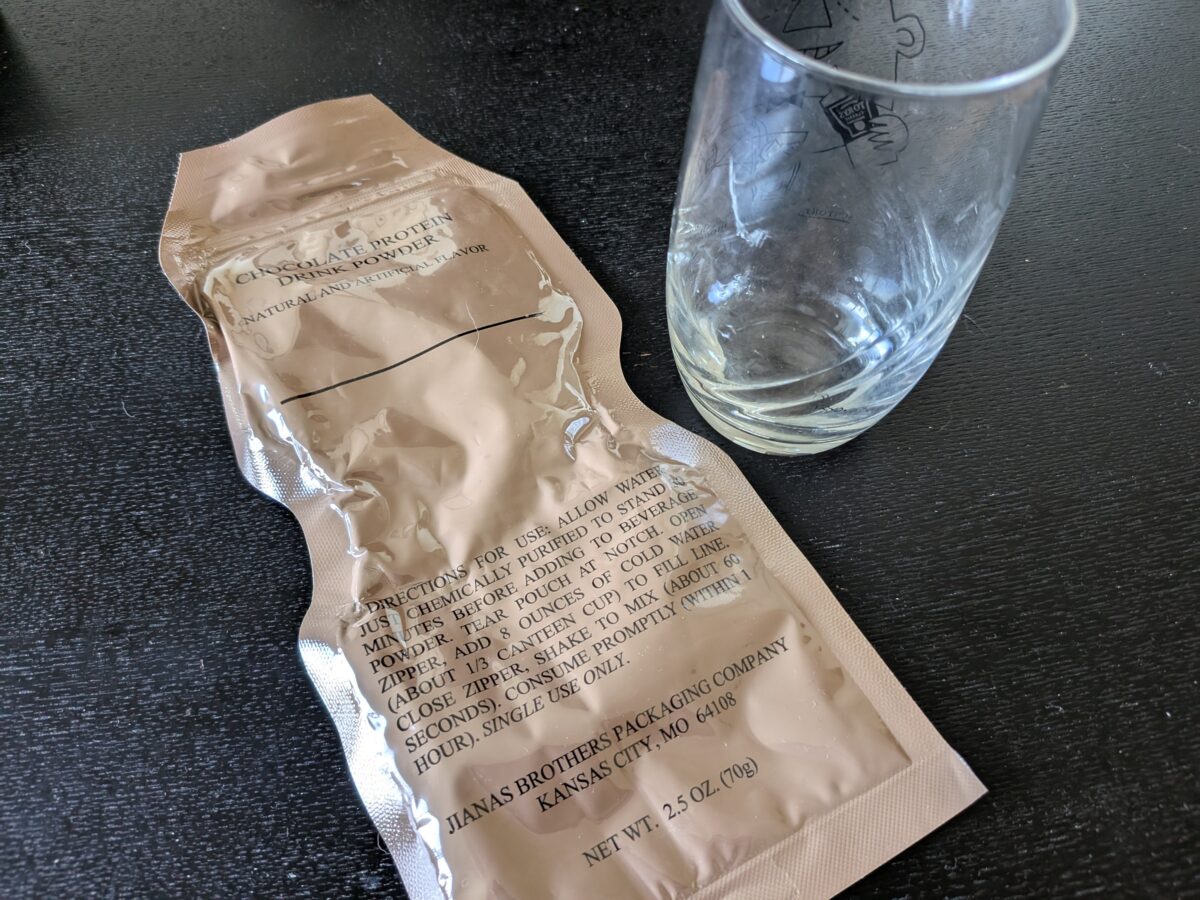 CHOCOLATE PROTEIN
DRINK POWDER
NATURAL AND ARTIFICIAL FLAVOR
DIRECTIONS FOR USE: ALLOW WATER
JUST CHEMICALLY PURIFIED TO STAND
MINUTES BEFORE ADDING TO BEVERAGE
POWDER. TEAR POUCH AT NOTCH. OPEN
ZIPPER, ADD 8 OUNCES OF COLD WATER
(ABOUT 1/3 CANTEEN CUP) TO FILL LINE.
CLOSE ZIPPER, SHAKE TO MIX (ABOUT 60
SECONDS). CONSUME PROMPTLY (WITHIN 1
HOUR). SINGLE USE ONLY.
JIANAS BROTHERS PACKAGING COMPANY
KANSAS CITY, MO 64108
NET WT. 2.5 OZ. (70g)